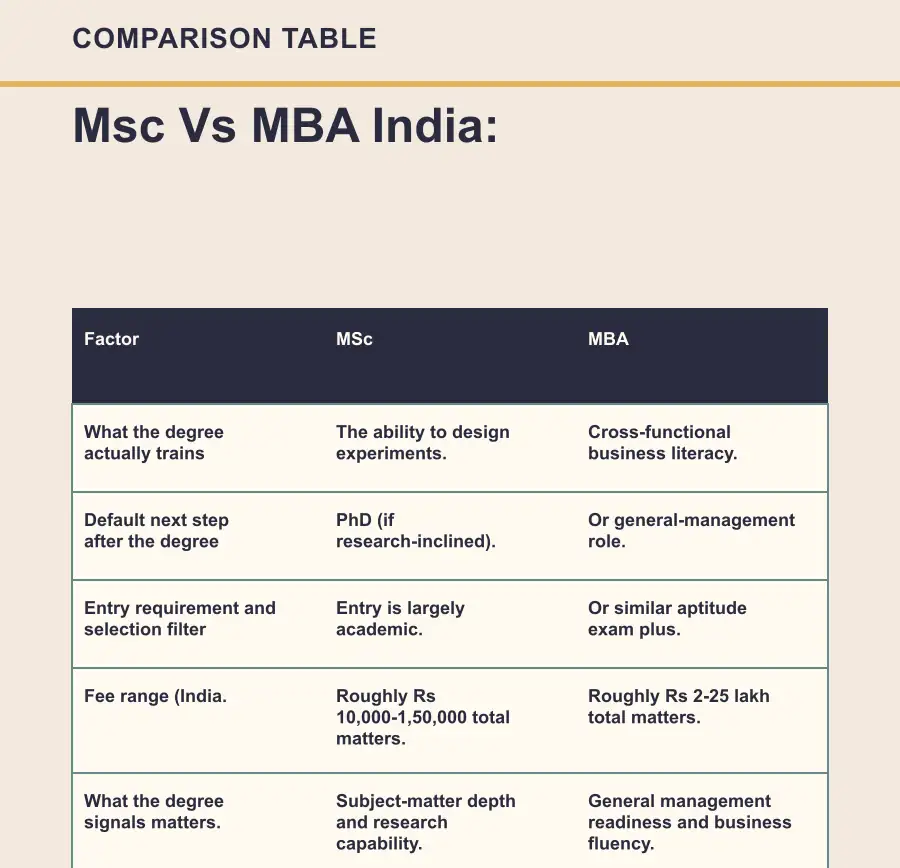 COMPARISON TABLE
Msc Vs MBA India:
Factor
MSc
MBA
What the degree
actually trains
The ability to design
experiments.
Cross-functional
business literacy.
Default next step
after the degree
PhD (if
research-inclined).
Or general-management
role.
Entry requirement and
selection filter
Entry is largely
academic.
Or similar aptitude
exam plus.
Fee range (India.
Roughly Rs
10,000-1,50,000 total
matters.
Roughly Rs 2-25 lakh
total matters.
What the degree
signals matters.
Subject-matter depth
and research
capability.
General management
readiness and business
fluency.